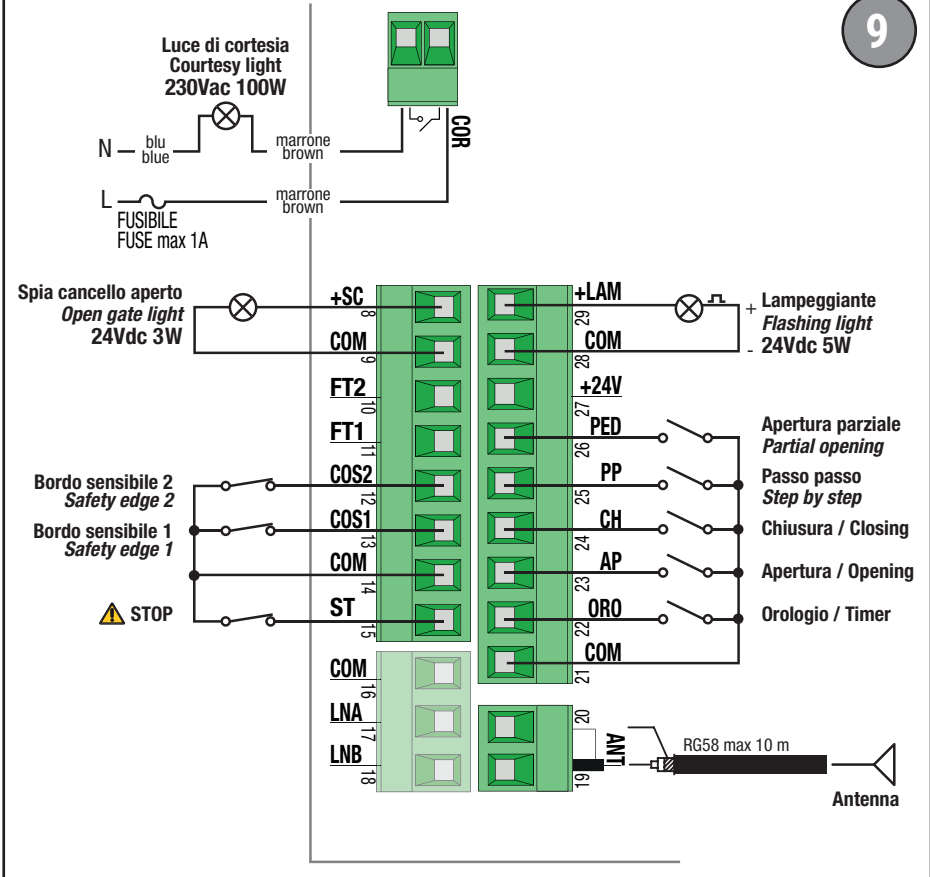 9
Luce di cortesia
Courtesy light
230Vac 100W
COR
N
blu
blue
marrone
brown
L
marrone
brown
FUSIBILE
FUSE max 1A
Spia cancello aperto
Open gate light
24Vdc 3W
+SC
8
COM
9
FT2
10
FT1
11
Bordo sensibile 2
Safety edge 2
COS2
12
Bordo sensibile 1
Safety edge 1
COS1
13
COM
14
STOP
ST
15
COM
16
LNA
17
LNB
18
+LAM
29
+ Lampeggiante
Flashing light
- 24Vdc 5W
COM
28
+24V
27
PED
26
Apertura parziale
Partial opening
PP
25
Passo passo
Step by step
CH
24
Chiusura / Closing
AP
23
Apertura / Opening
ORO
22
Orologio / Timer
COM
21
20
ANT
19
RG58 max 10 m
Antenna